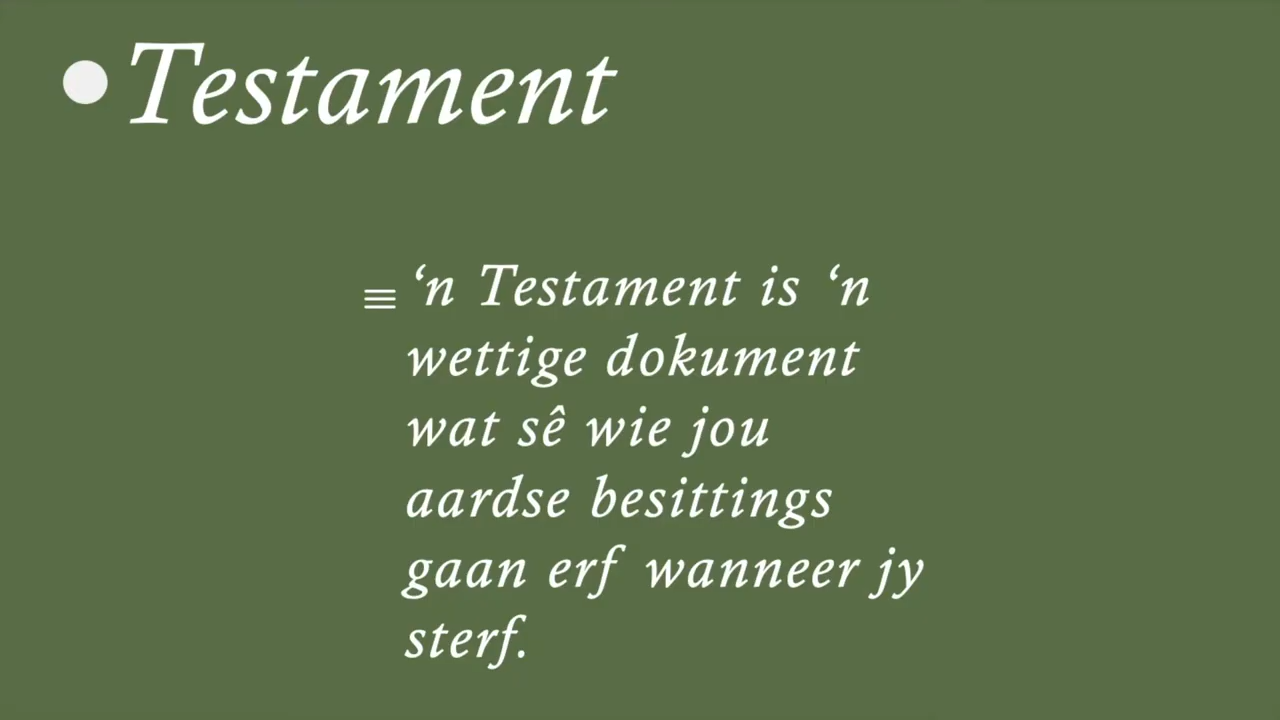 •Testament
‘n Testament is ‘n
wettige dokument
wat sê wie jou
aardse besittings
gaan erf wanneer jy
sterf.